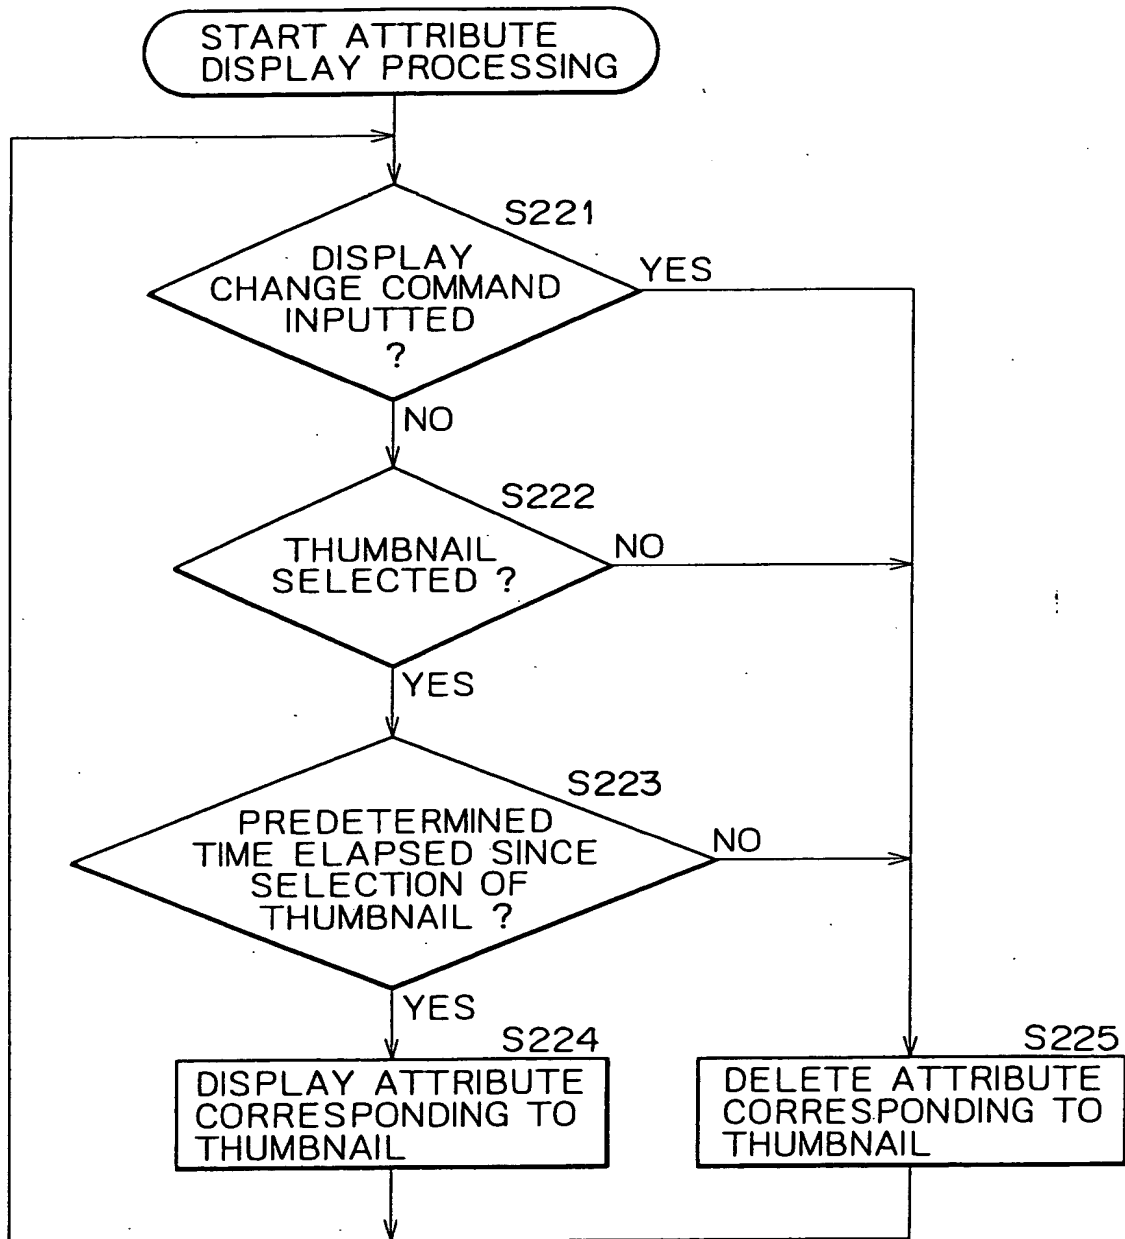 START ATTRIBUTE
DISPLAY PROCESSING
S221
DISPLAY
CHANGE COMMAND
INPUTTED
?
YES
NO
S222
THUMBNAIL
SELECTED ?
NO
YES
S223
PREDETERMINED
TIME ELAPSED SINCE
SELECTION OF
THUMBNAIL ?
NO
YES
S224
DISPLAY ATTRIBUTE
CORRESPONDING TO
THUMBNAIL
S225
DELETE ATTRIBUTE
CORRESPONDING TO
THUMBNAIL